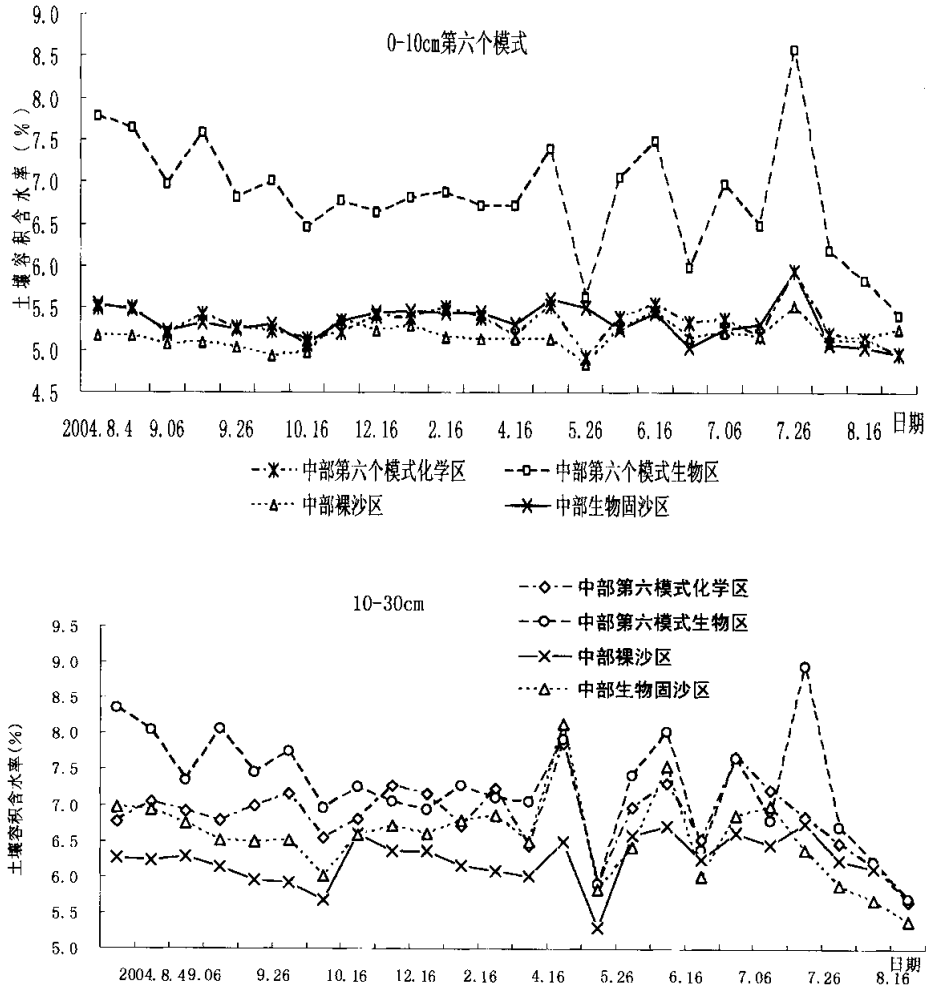 0-10cm第六个模式
土壤容积含水率(%)
9.0
8.5
8.0
7.5
7.0
6.5
6.0
5.5
5.0
4.5
2004.8.4 9.06 9.26 10.16 12.16 2.16 4.16 5.26 6.16 7.06 7.26 8.16 日期
中部第六个模式化学区 中部第六个模式生物区
中部裸沙区 中部生物固沙区
10-30cm
中部第六模式化学区
中部第六模式生物区
中部裸沙区
中部生物固沙区
土壤容积含水率(%)
9.5
9.0
8.5
8.0
7.5
7.0
6.5
6.0
5.5
5.0
2004.8.49.06 9.26 10.16 12.16 2.16 4.16 5.26 6.16 7.06 7.26 8.16 日期